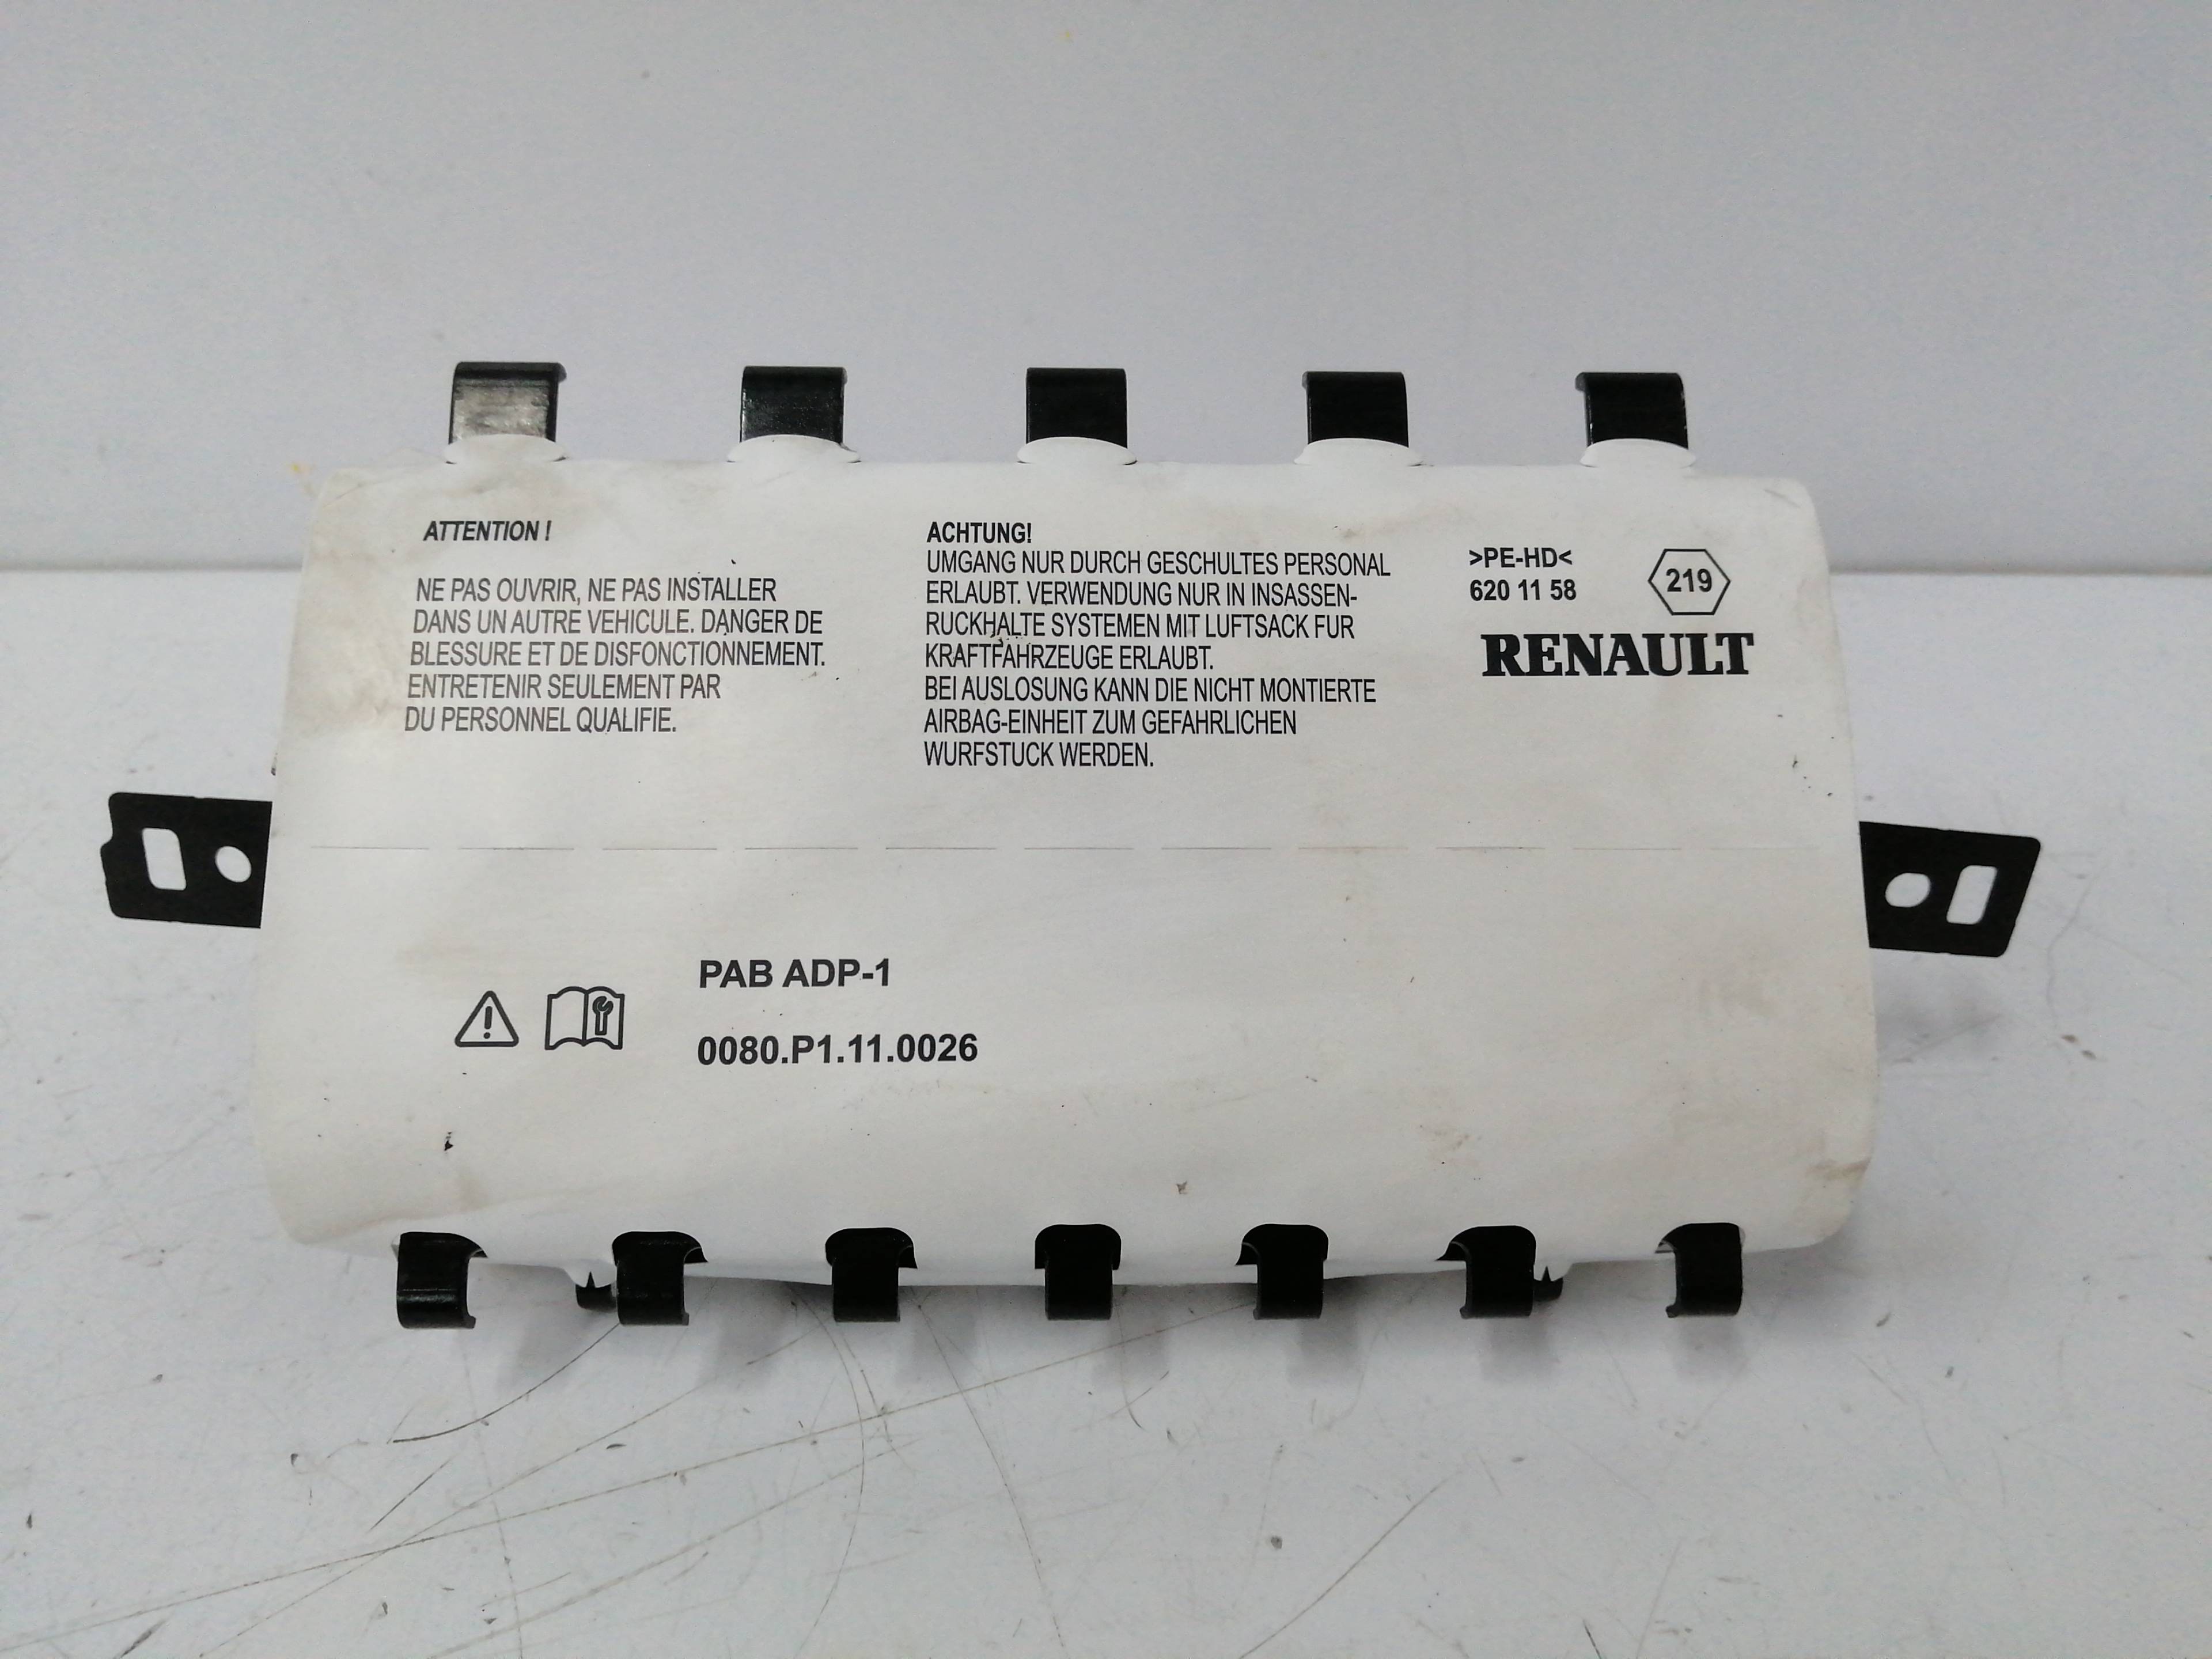 ATTENTION !
NE PAS OUVRIR, NE PAS INSTALLER
DANS UN AUTRE VEHICULE. DANGER DE
BLESSURE ET DE DISFONCTIONNEMENT.
ENTRETENIR SEULEMENT PAR
DU PERSONNEL QUALIFIE.
ACHTUNG!
UMGANG NUR DURCH GESCHULTES PERSONAL
ERLAUBT. VERWENDUNG NUR IN INSASSEN-
RUCKHALTE SYSTEMEN MIT LUFTSACK FUR
KRAFTFAHRZEUGE ERLAUBT.
BEI AUSLOSUNG KANN DIE NICHT MONTIERTE
AIRBAG-EINHEIT ZUM GEFAHRLICHEN
WURFSTUCK WERDEN.
>PE-HD<
620 11 58
219
RENAULT
PAB ADP-1
0080.P1.11.0026